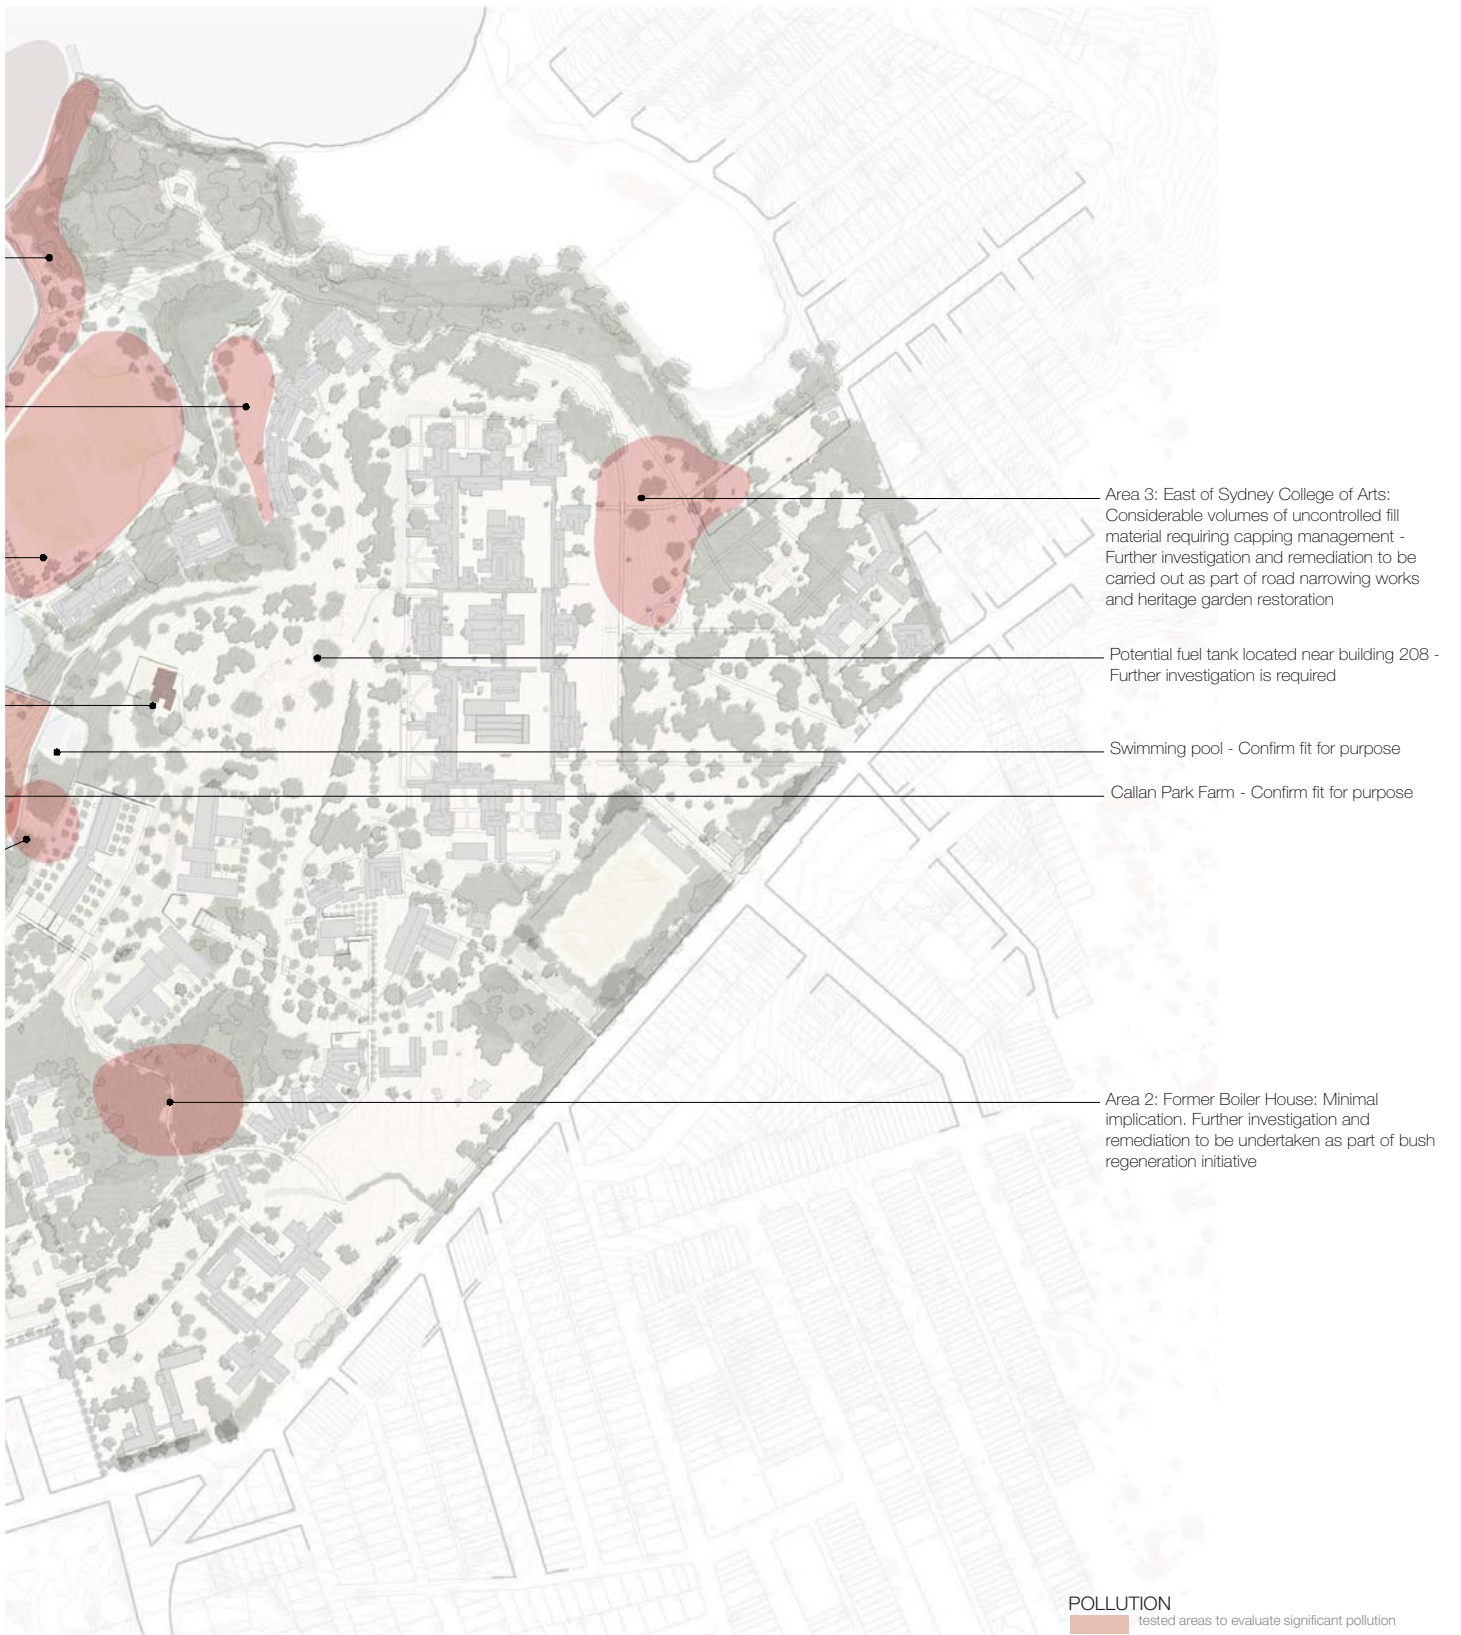 Area 3: East of Sydney College of Arts:
Considerable volumes of uncontrolled fill
material requiring capping management -
Further investigation and remediation to be
carried out as part of road narrowing works
and heritage garden restoration
Potential fuel tank located near building 208 -
Further investigation is required
Swimming pool - Confirm fit for purpose
Callan Park Farm - Confirm fit for purpose
Area 2: Former Boiler House: Minimal
implication. Further investigation and
remediation to be undertaken as part of bush
regeneration initiative
POLLUTION
tested areas to evaluate significant pollution